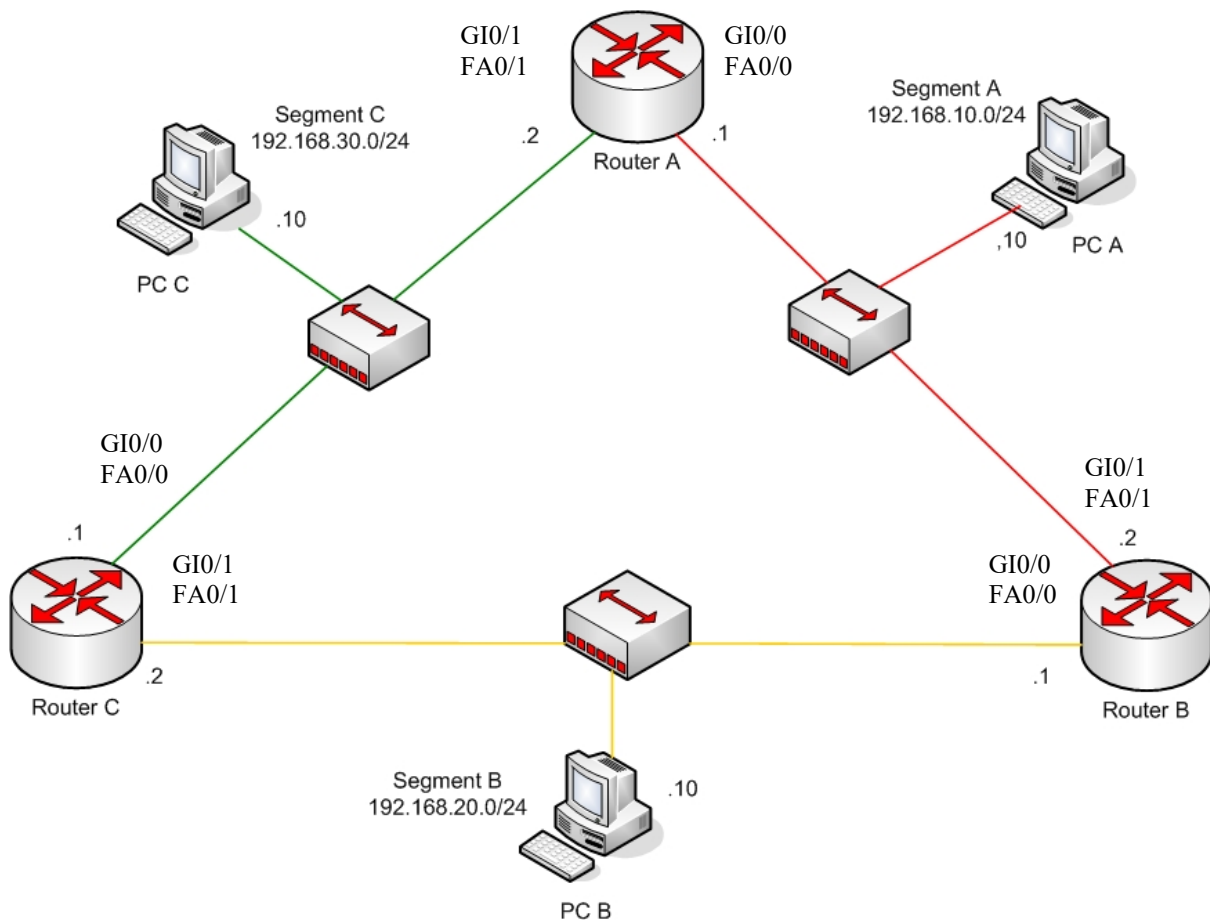 GI0/1
FA0/1
GI0/0
FA0/0
Segment C
192.168.30.0/24
Segment A
192.168.10.0/24
.2
.1
Router A
.10
,10
PC C
PC A
GI0/0
FA0/0
GI0/1
FA0/1
.1
.2
GI0/1
FA0/1
GI0/0
FA0/0
.2
.1
Router C
Router B
Segment B
192.168.20.0/24
.10
PC B